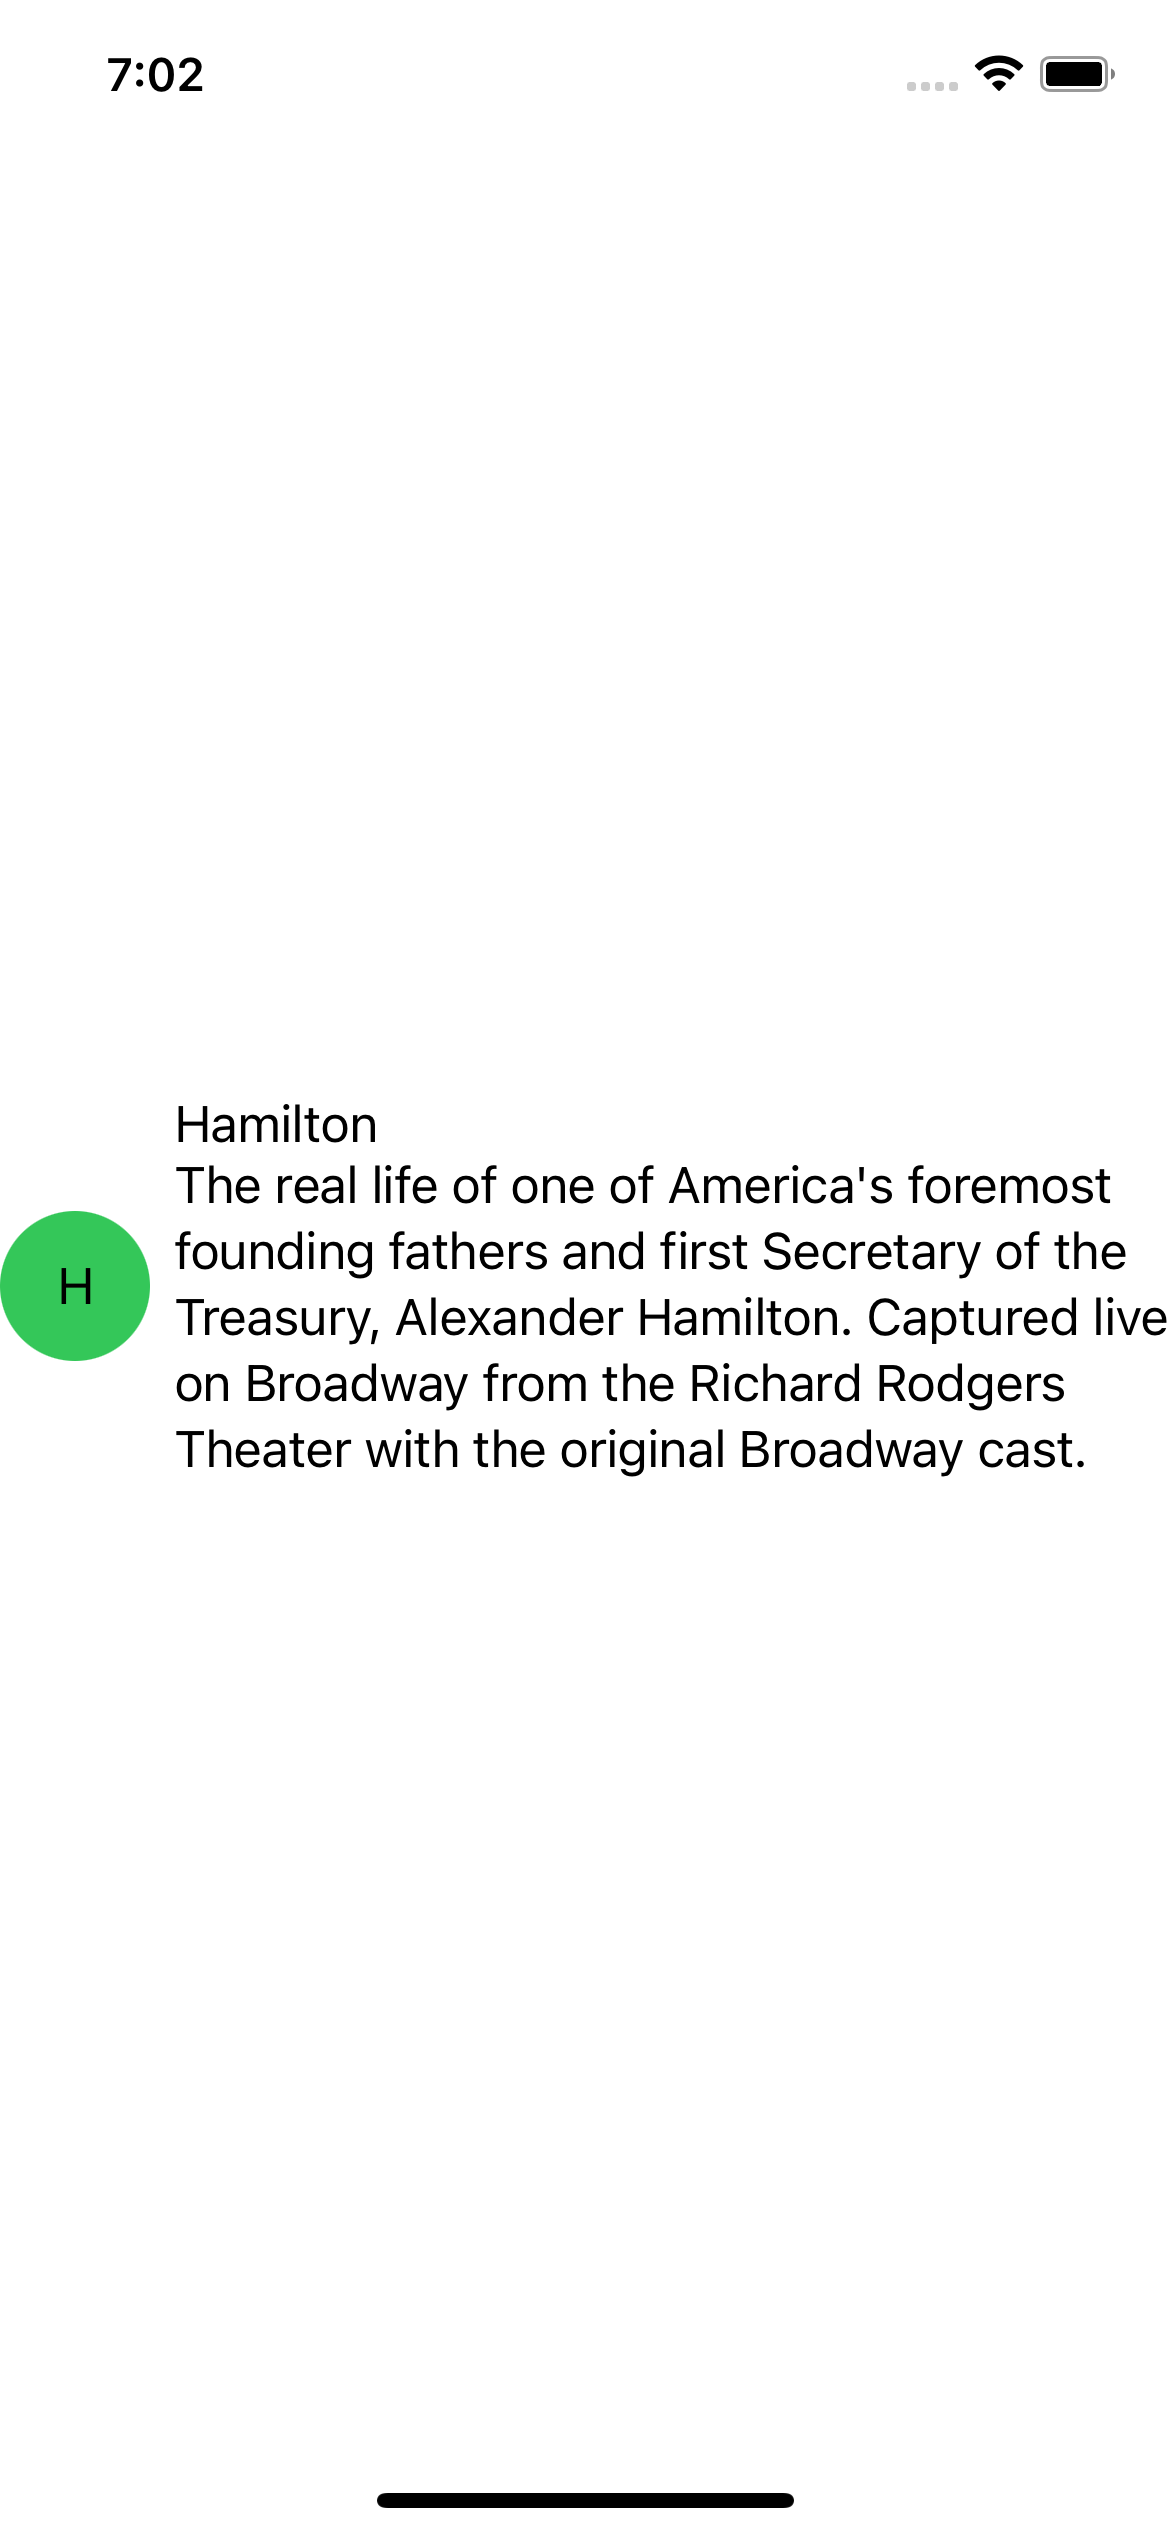 7:02
Hamilton
The real life of one of America's foremost
founding fathers and first Secretary of the
H
Treasury, Alexander Hamilton. Captured live
on Broadway from the Richard Rodgers
Theater with the original Broadway cast.